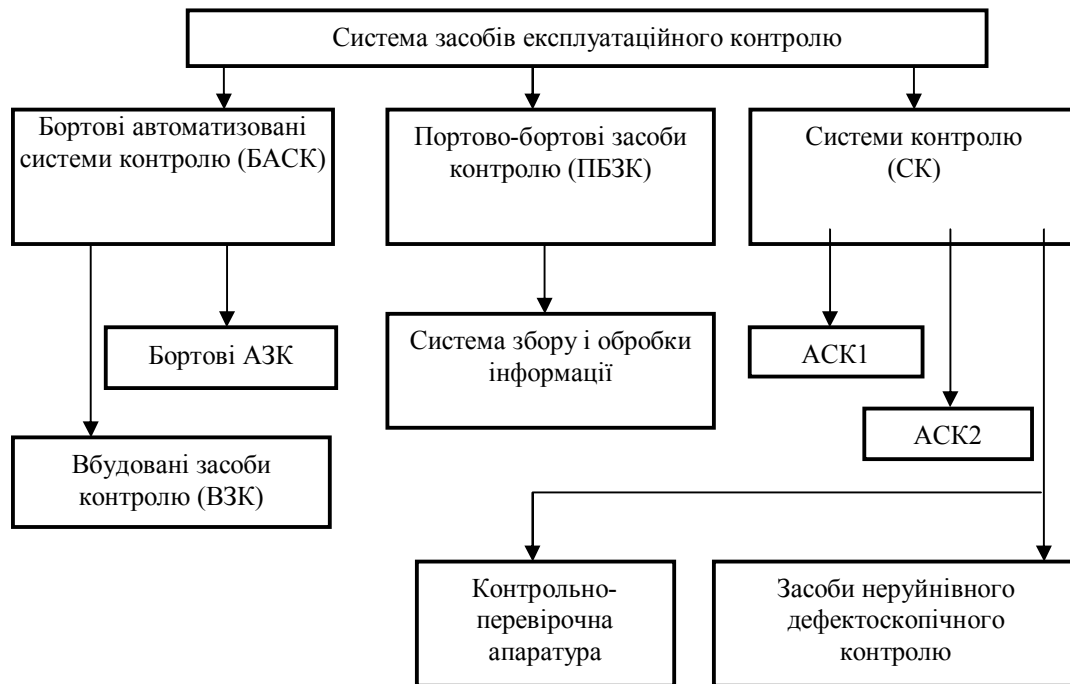 Система засобів експлуатаційного контролю
Бортові автоматизовані
системи контролю (БАСК)
Портово-бортові засоби
контролю (ПБЗК)
Системи контролю
(СК)
Бортові АЗК
Система збору і обробки
інформації
АСК1
АСК2
Вбудовані засоби
контролю (ВЗК)
Контрольно-
перевірочна
апаратура
Засоби неруйнівного
дефектоскопічного
контролю